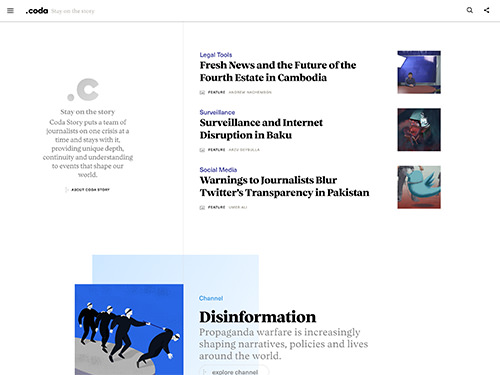 .coda Stay on the story
Legal Tools
Fresh News and the Future of the
Fourth Estate in Cambodia
FEATURE ANDREW NACHEMSON
.c
Stay on the story
Coda Story puts a team of
journalists on one crisis at a
time and stays with it,
providing unique depth,
continuity and understanding
to events that shape our
world.
ABOUT CODA STORY
Surveillance
Surveillance and Internet
Disruption in Baku
FEATURE ARZU GEYBULLA
Social Media
Warnings to Journalists Blur
Twitter's Transparency in Pakistan
FEATURE UMER ALI
Channel
Disinformation
Propaganda warfare is increasingly
shaping narratives, policies and lives
around the world.
explore channel